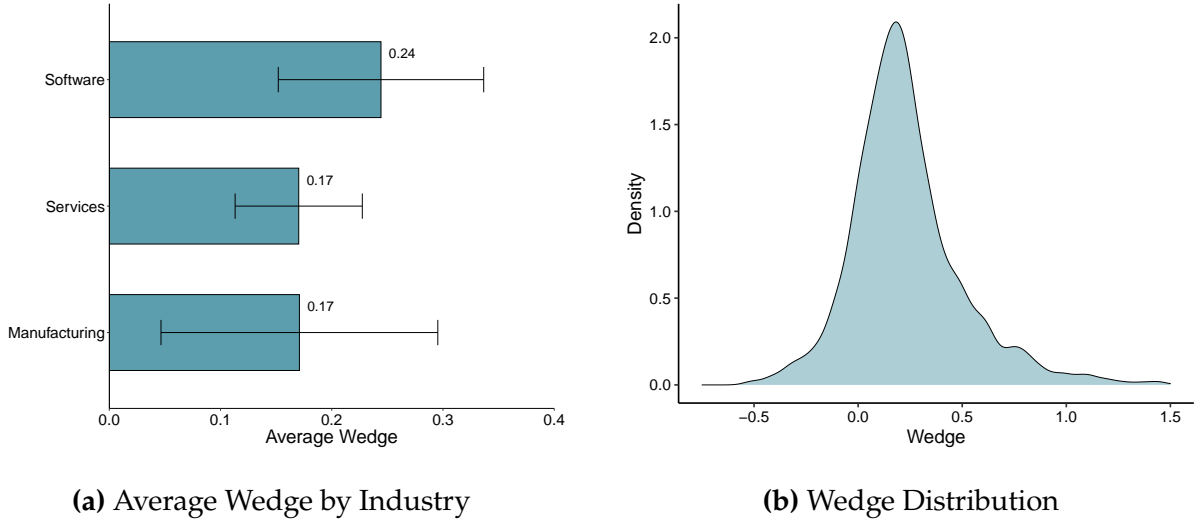 Software
0.24
Services
0.17
Manufacturing
0.17
0.0 0.1 0.2 0.3 0.4
Average Wedge
(a) Average Wedge by Industry
2.0
1.5
1.0
0.5
0.0
Density
−0.5 0.0 0.5 1.0 1.5
Wedge
(b) Wedge Distribution